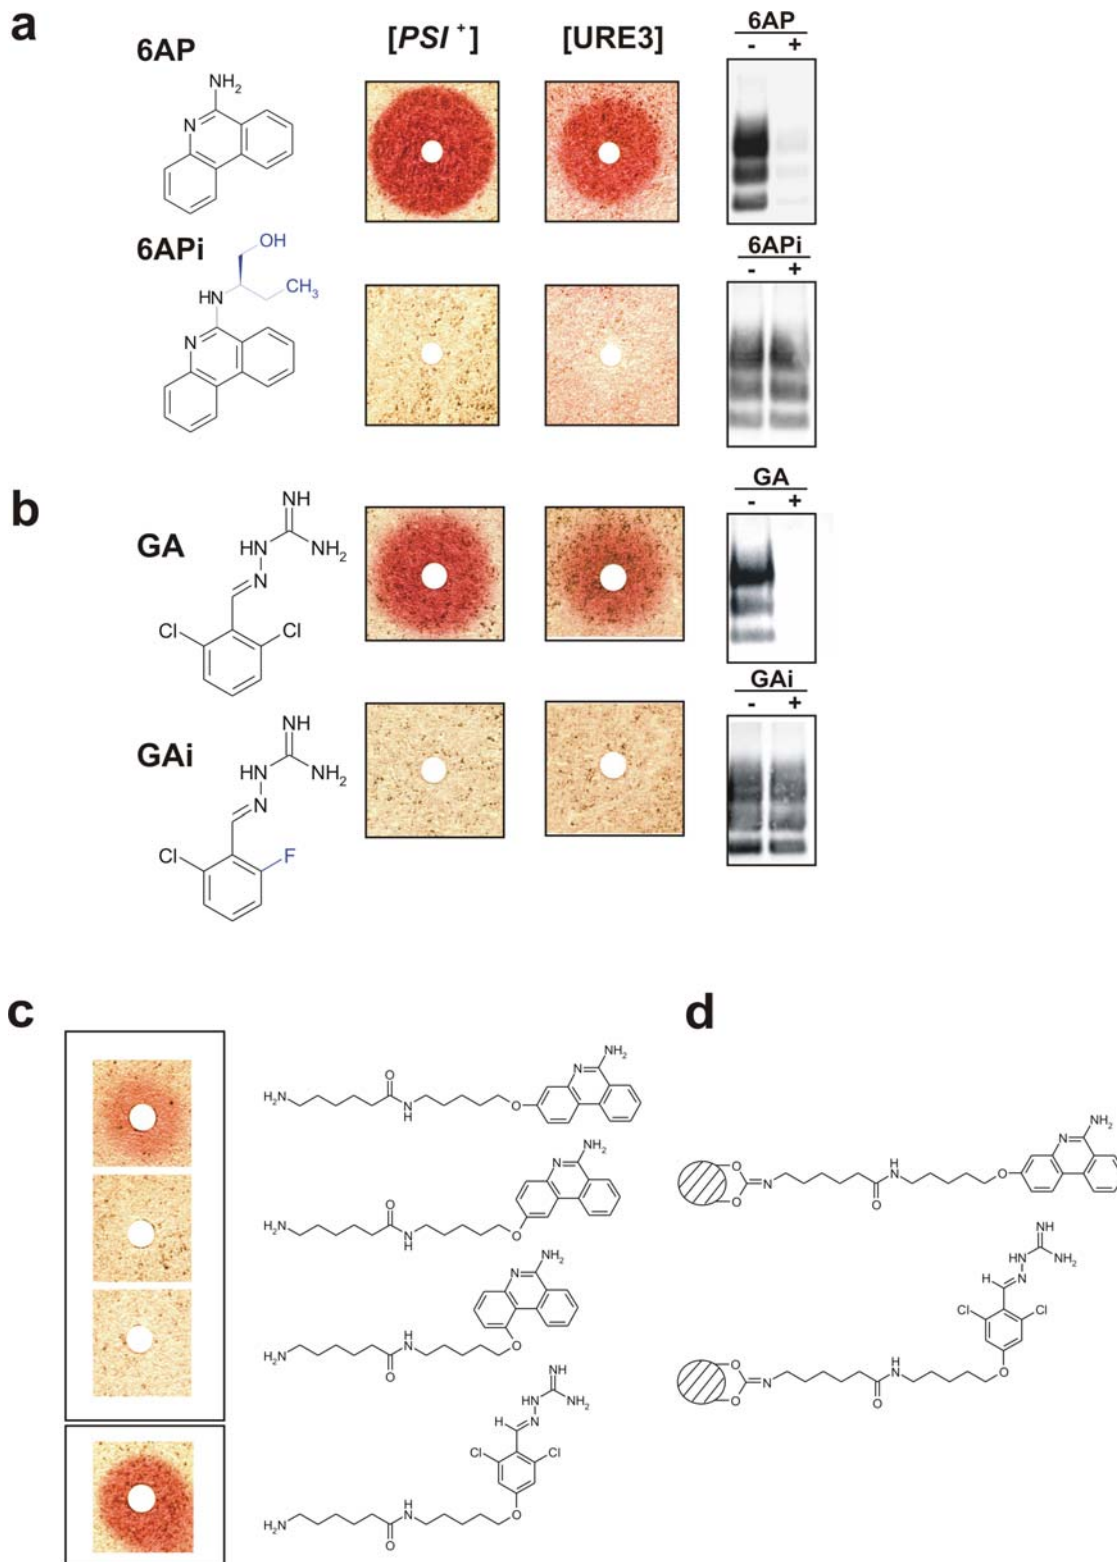 a
6AP
[PSI +]
[URE3]
6AP
- +
NH2
N
6APi
OH
CH3
HN
N
6APi
- +
b
GA
NH
HN
NH2
N
Cl
Cl
GA
- +
GAi
NH
HN
NH2
N
Cl
F
GAi
- +
c
d
NH2
N
O
H2N
N
H
O
NH2
N
O
H2N
N
H
O
NH2
N
O
H2N
N
H
O
NH
HN
NH2
H
N
Cl
Cl
H
N
O
H2N
O
NH2
N
O
H
N
O
N
O
O
NH
HN
NH2
H
N
Cl
Cl
O
H
N
O
N
O
O